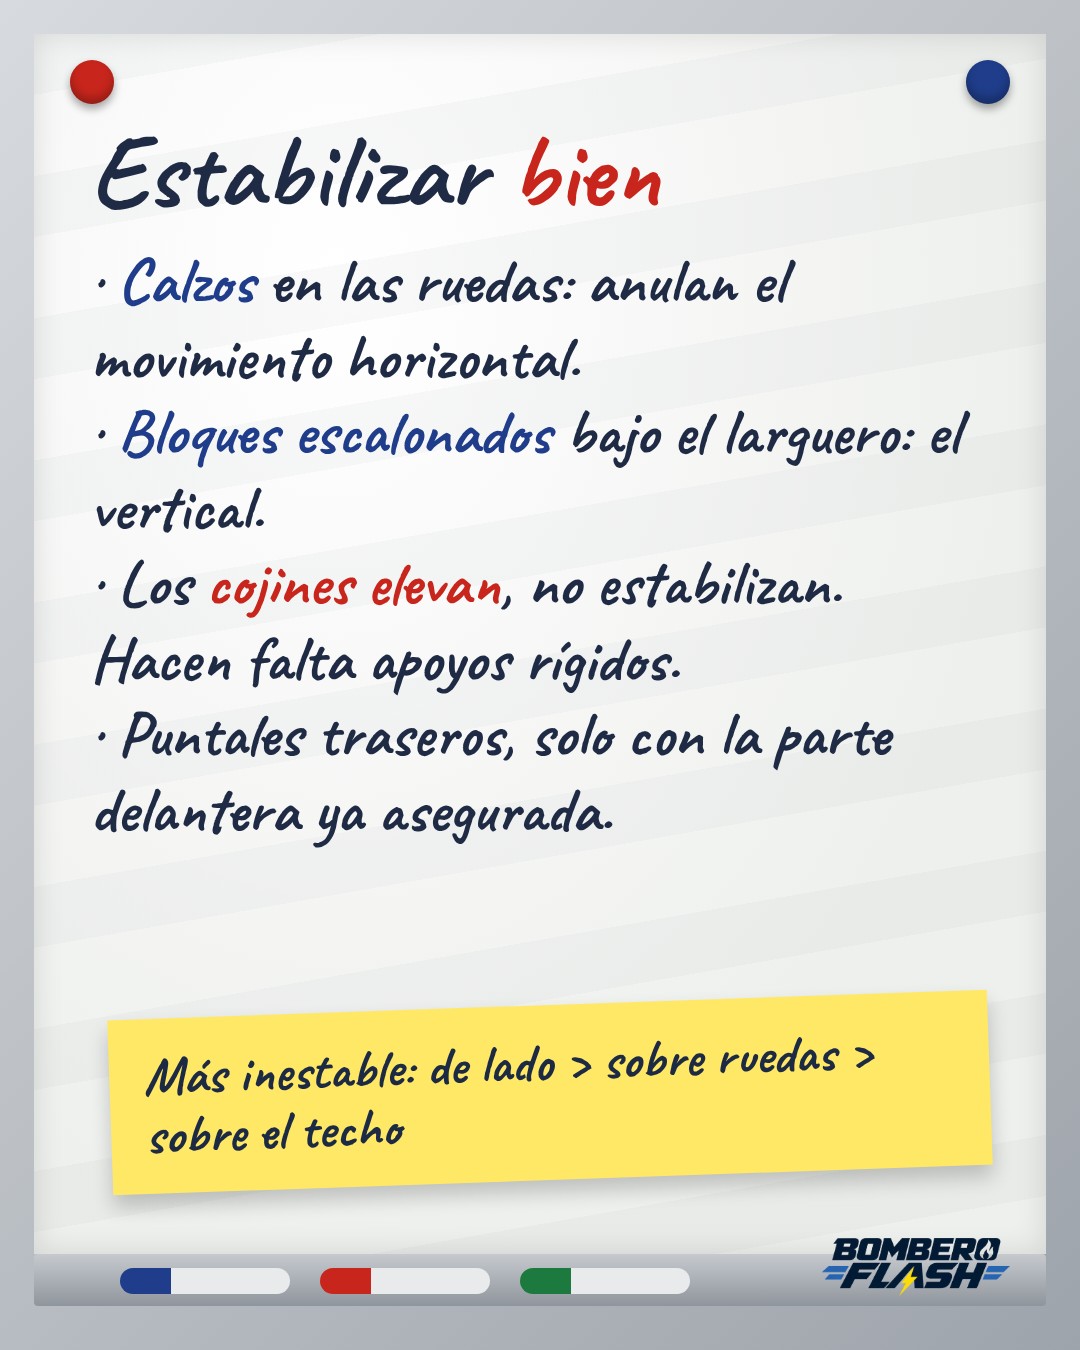 Estabilizar bien
· Calzos en las ruedas: anulan el
movimiento horizontal.
· Bloques escalonados bajo el larguero: el
vertical.
· Los cojines elevan, no estabilizan.
Hacen falta apoyos rígidos.
· Puntales traseros, solo con la parte
delantera ya asegurada.
Más inestable: de lado > sobre ruedas >
sobre el techo
BOMBERO
FLASH